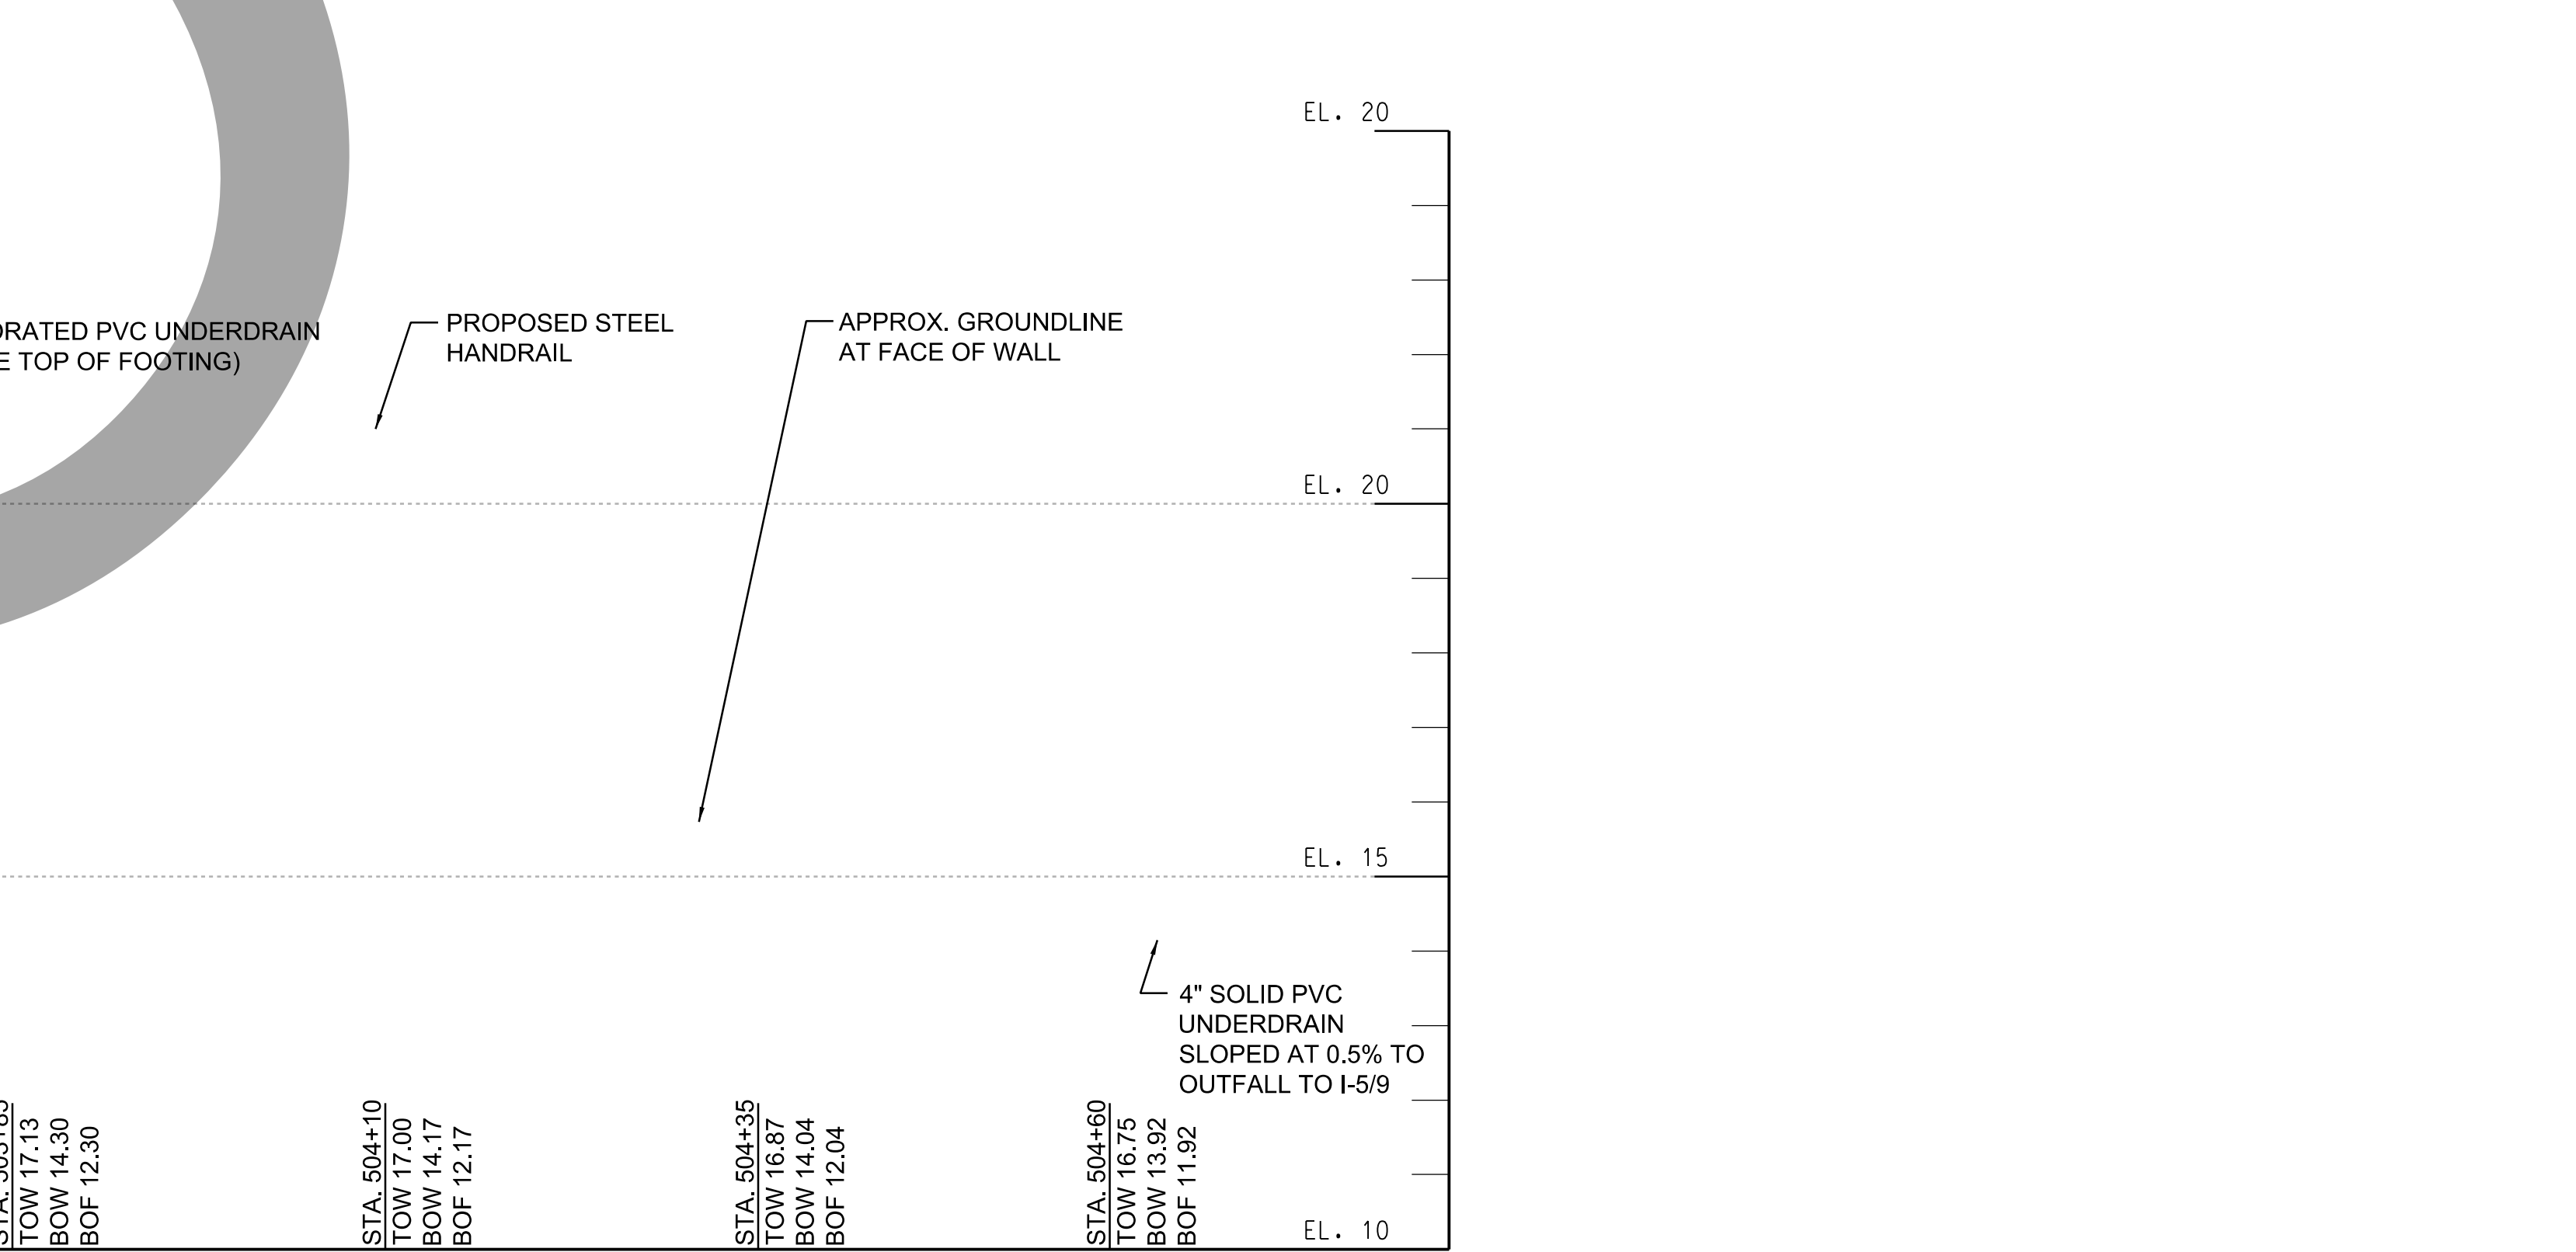 EL. 20
ORATED PVC UNDERDRAIN
E TOP OF FOOTING)
PROPOSED STEEL
HANDRAIL
APPROX. GROUNDLINE
AT FACE OF WALL
EL. 20
EL. 15
4" SOLID PVC
UNDERDRAIN
SLOPED AT 0.5% TO
OUTFALL TO I-5/9
STA. 503+85
TOW 17.13
BOW 14.30
BOF 12.30
STA. 504+10
TOW 17.00
BOW 14.17
BOF 12.17
STA. 504+35
TOW 16.87
BOW 14.04
BOF 12.04
STA. 504+60
TOW 16.75
BOW 13.92
BOF 11.92
EL. 10